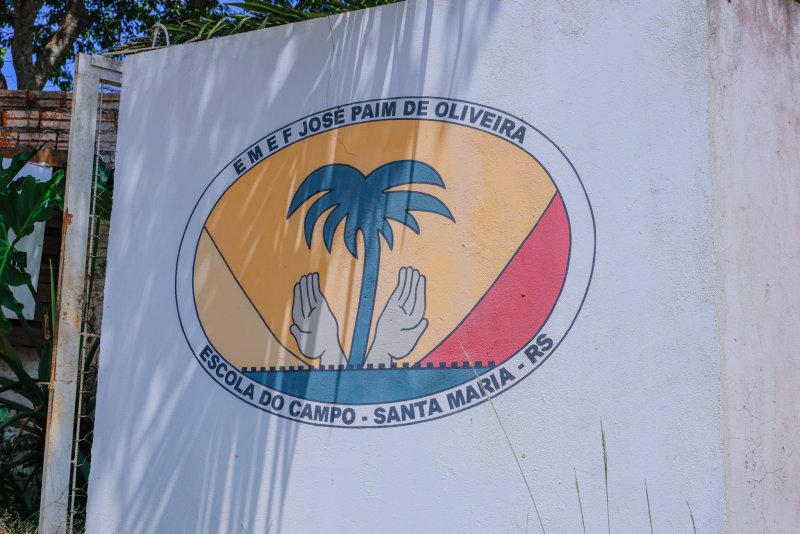 E M E F JOSÉ PAIM DE OLIVEIRA
ESCOLA DO CAMPO - SANTA MARIA - RS